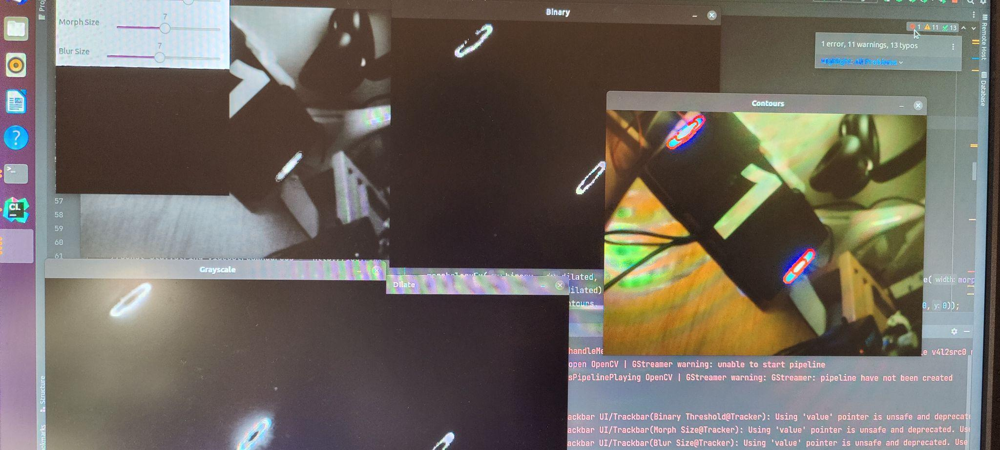 Morph Size
7
Blur Size
7
Binary
1 11 13
1 error, 11 warnings, 13 typos
Highlight: All Problems
Remote Host
Database
Contours
1
?
CL
57
58
59
60
61
Grayscale
Dilate
dilated,
dilated)
width: morp
0, y: 0));
Structure
handleMe
v4l2src0
open OpenCV | GStreamer warning: unable to start pipeline
sPipelinePlaying OpenCV | GStreamer warning: GStreamer: pipeline have not been created
ackbar UI/Trackbar(Binary Threshold@Tracker): Using 'value' pointer is unsafe and deprecate
ackbar UI/Trackbar(Morph Size@Tracker): Using 'value' pointer is unsafe and deprecated. Use
ackbar UI/Trackbar(Blur Size@Tracker): Using 'value' pointer is unsafe and deprecated. Use